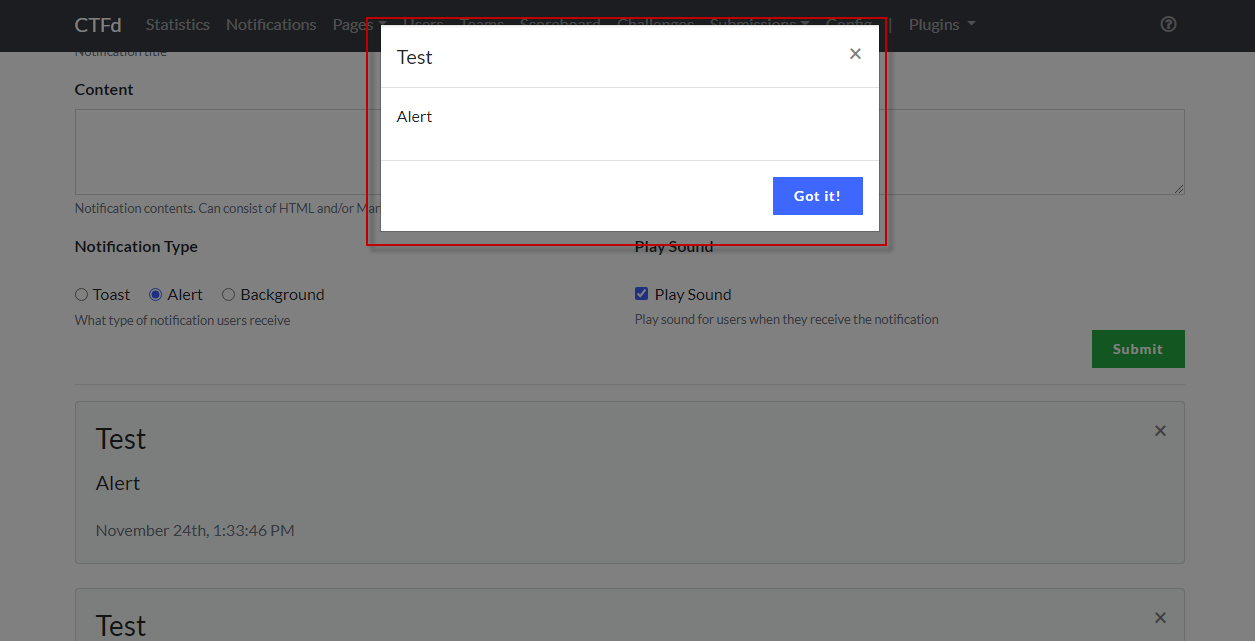 CTFd Statistics Notifications Pages Users Teams Scoreboard Challenges Submissions Config | Plugins
Notification title
Test ×
Alert
Got it!
Content
Notification contents. Can consist of HTML and/or Mar
Notification Type
Play Sound
Toast Alert Background
Play Sound
What type of notification users receive
Play sound for users when they receive the notification
Submit
Test ×
Alert
November 24th, 1:33:46 PM
Test ×